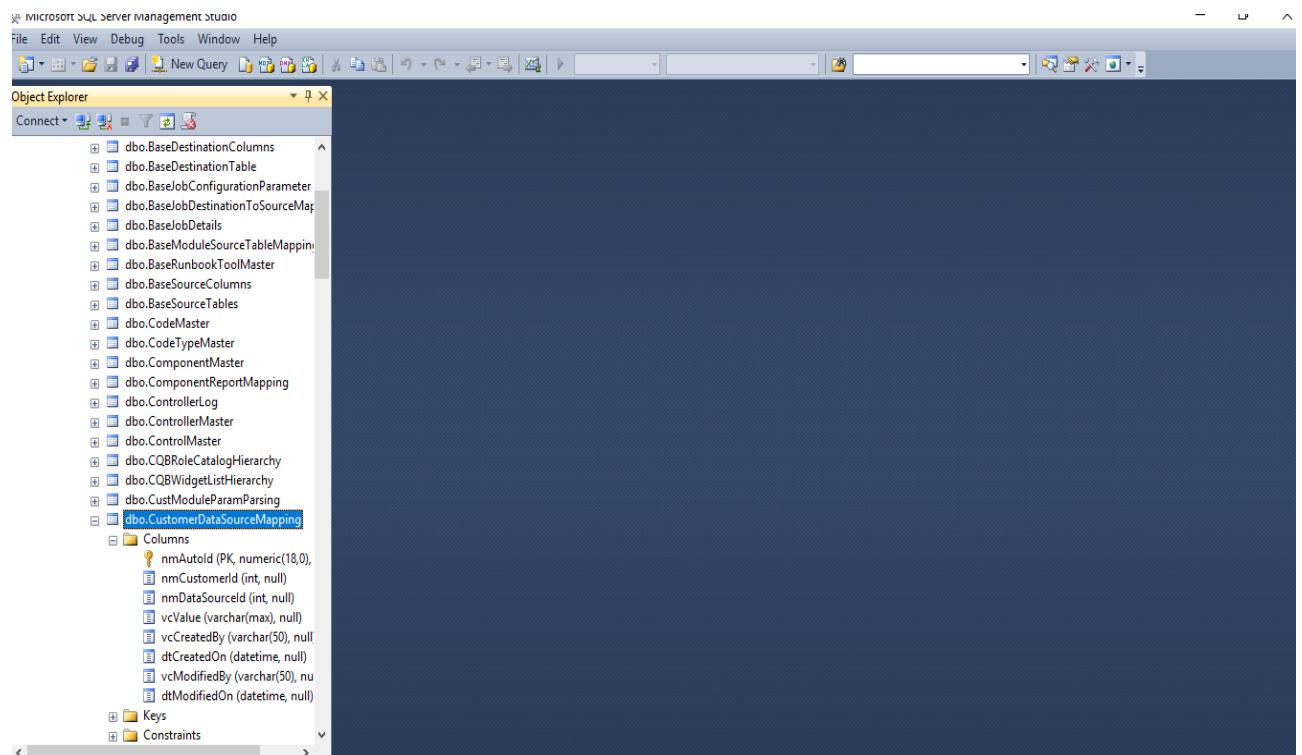 Microsoft SQL Server Management Studio
File Edit View Debug Tools Window Help
New Query
Object Explorer
Connect
dbo.BaseDestinationColumns
dbo.BaseDestinationTable
dbo.BaseJobConfigurationParameter
dbo.BaseJobDestinationToSourceMap
dbo.BaseJobDetails
dbo.BaseModuleSourceTableMapping
dbo.BaseRunbookToolMaster
dbo.BaseSourceColumns
dbo.BaseSourceTables
dbo.CodeMaster
dbo.CodeTypeMaster
dbo.ComponentMaster
dbo.ComponentReportMapping
dbo.ControllerLog
dbo.ControllerMaster
dbo.ControlMaster
dbo.CQBRoleCatalogHierarchy
dbo.CQBWidgetListHierarchy
dbo.CustModuleParamParsing
dbo.CustomerDataSourceMapping
Columns
nmAutoId (PK, numeric(18,0),
nmCustomerId (int, null)
nmDataSourceId (int, null)
vcValue (varchar(max), null)
vcCreatedBy (varchar(50), null
dtCreatedOn (datetime, null)
vcModifiedBy (varchar(50), nu
dtModifiedOn (datetime, null)
Keys
Constraints